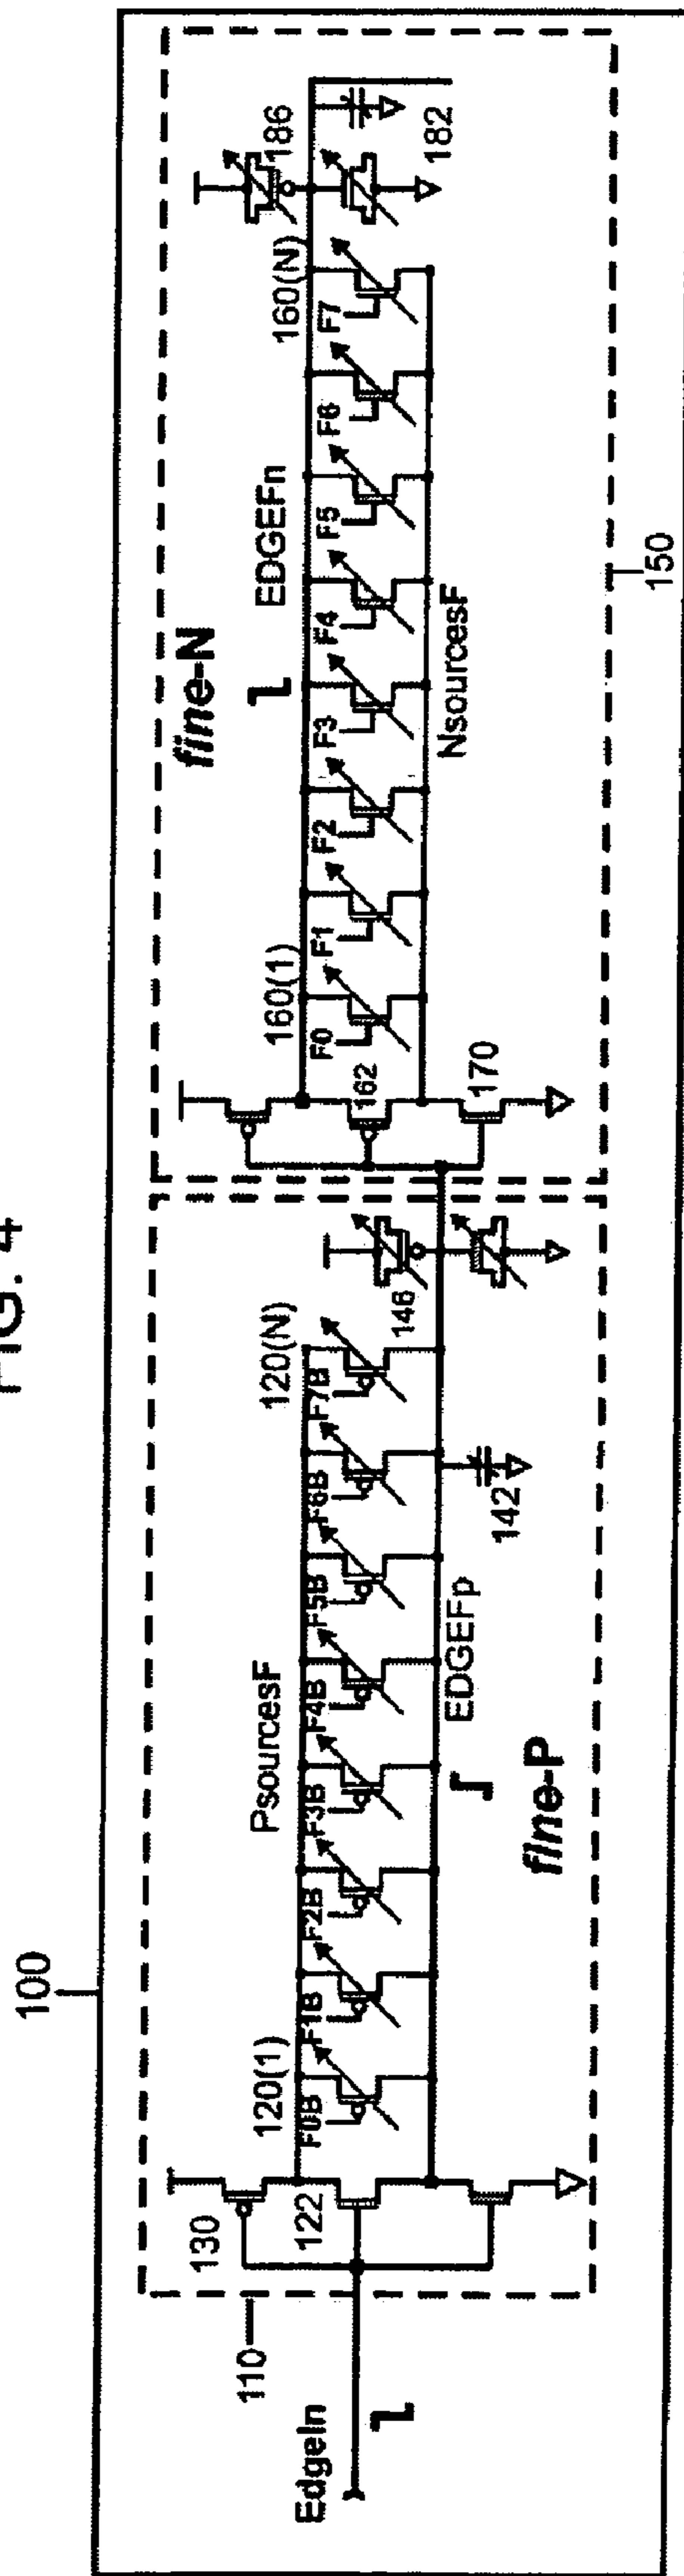 FIG. 4
100
EdgeIn
110
130
122
120(1)
F0B
F1B
F2B
F3B
F4B
F5B
F6B
F7B
120(N)
PsourcesF
EDGEFp
fine-P
142
146
162
170
160(1)
F0
F1
F2
F3
F4
F5
F6
F7
160(N)
fine-N
EDGEFn
NsourcesF
186
182
150